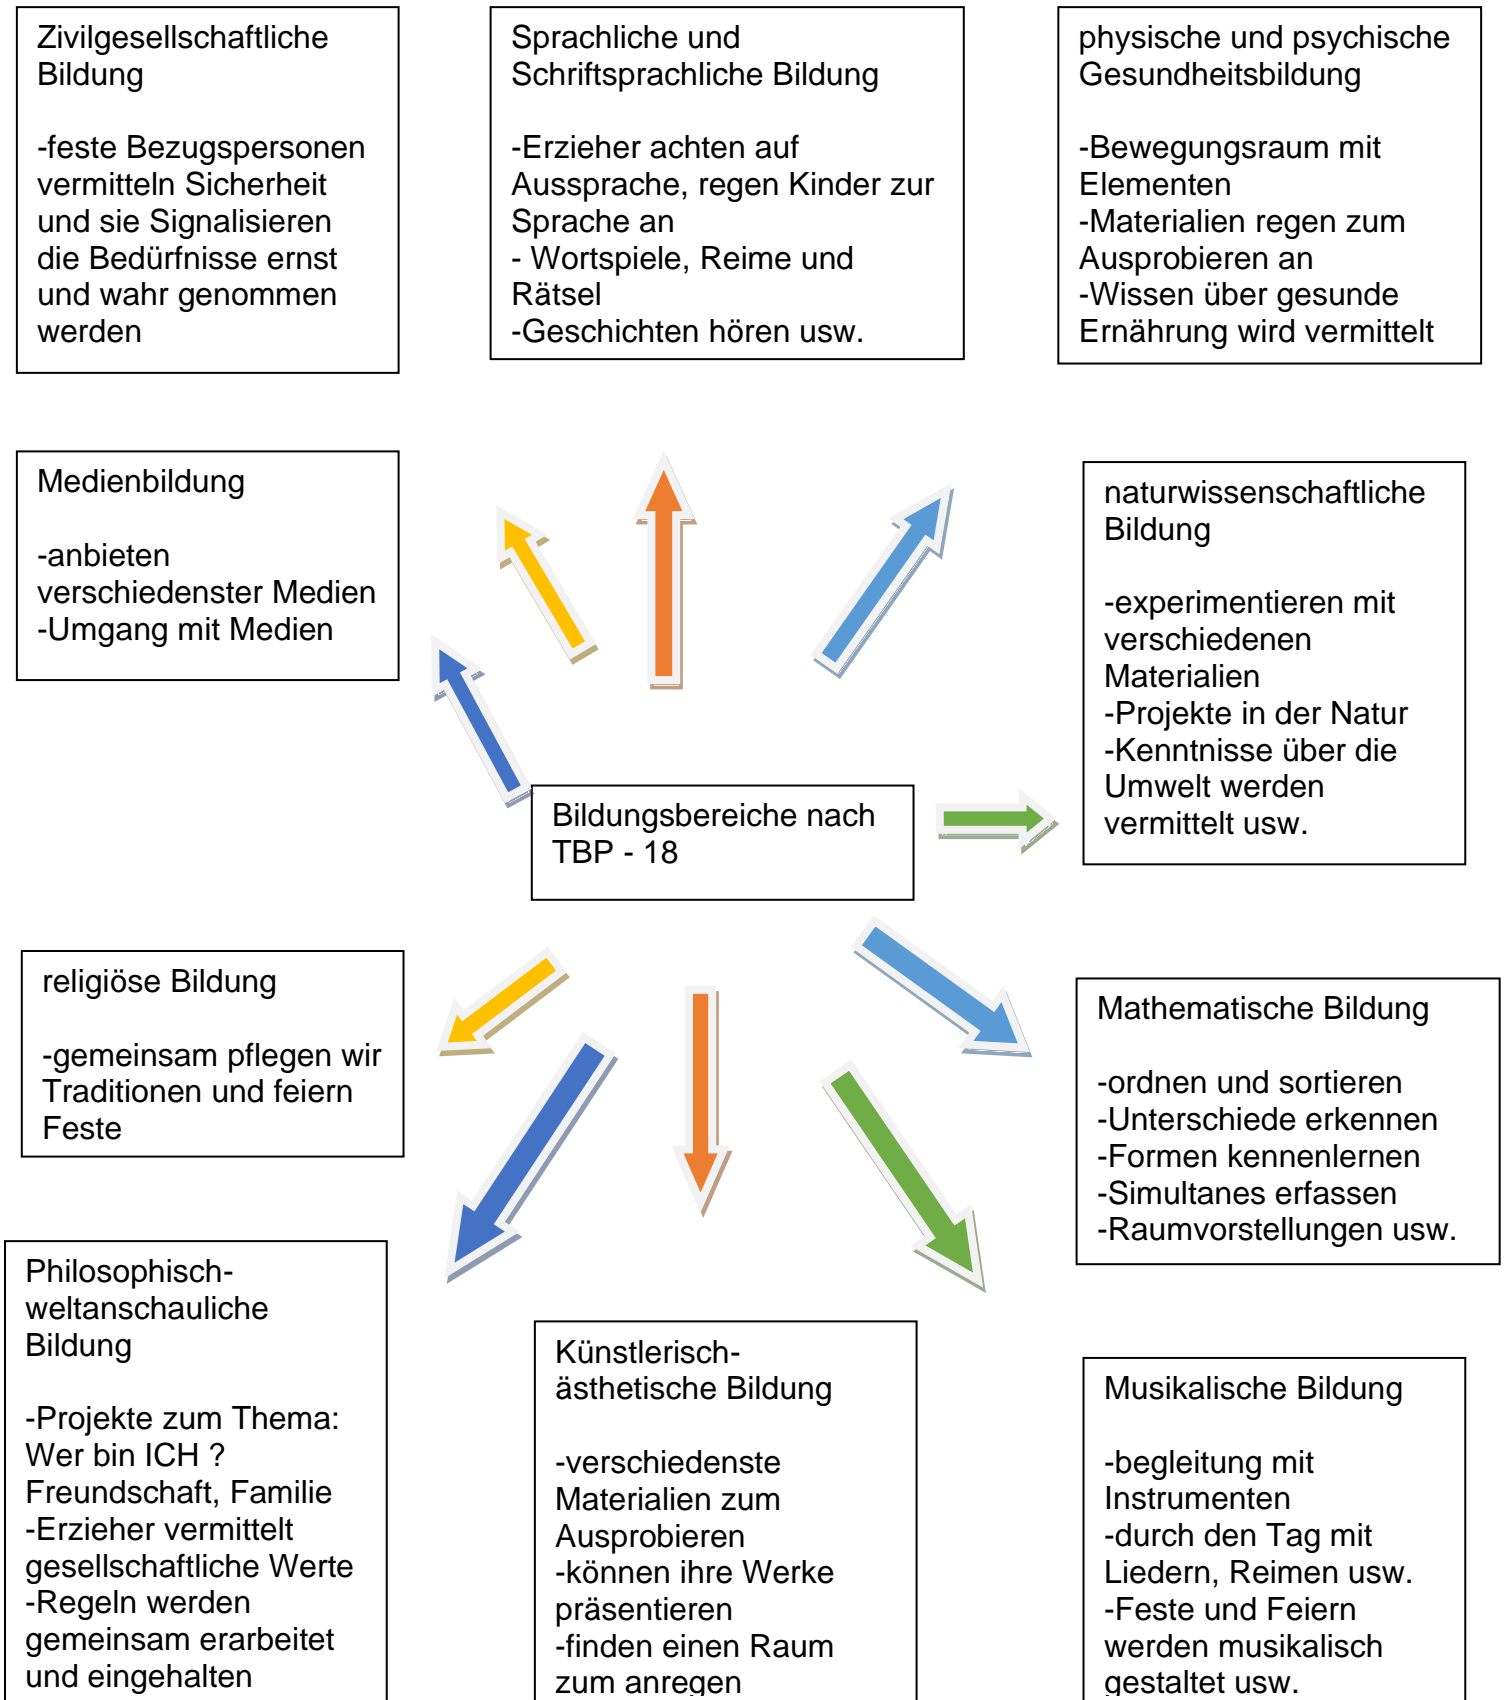 Zivilgesellschaftliche
Bildung
-feste Bezugspersonen
vermitteln Sicherheit
und sie Signalisieren
die Bedürfnisse ernst
und wahr genommen
werden
Sprachliche und
Schriftsprachliche Bildung
-Erzieher achten auf
Aussprache, regen Kinder zur
Sprache an
- Wortspiele, Reime und
Rätsel
-Geschichten hören usw.
physische und psychische
Gesundheitsbildung
-Bewegungsraum mit
Elementen
-Materialien regen zum
Ausprobieren an
-Wissen über gesunde
Ernährung wird vermittelt
Medienbildung
-anbieten
verschiedenster Medien
-Umgang mit Medien
naturwissenschaftliche
Bildung
-experimentieren mit
verschiedenen
Materialien
-Projekte in der Natur
-Kenntnisse über die
Umwelt werden
vermittelt usw.
Bildungsbereiche nach
TBP - 18
religiöse Bildung
-gemeinsam pflegen wir
Traditionen und feiern
Feste
Mathematische Bildung
-ordnen und sortieren
-Unterschiede erkennen
-Formen kennenlernen
-Simultanes erfassen
-Raumvorstellungen usw.
Philosophisch-
weltanschauliche
Bildung
-Projekte zum Thema:
Wer bin ICH ?
Freundschaft, Familie
-Erzieher vermittelt
gesellschaftliche Werte
-Regeln werden
gemeinsam erarbeitet
und eingehalten
Künstlerisch-
ästhetische Bildung
-verschiedenste
Materialien zum
Ausprobieren
-können ihre Werke
präsentieren
-finden einen Raum
zum anregen
Musikalische Bildung
-begleitung mit
Instrumenten
-durch den Tag mit
Liedern, Reimen usw.
-Feste und Feiern
werden musikalisch
gestaltet usw.